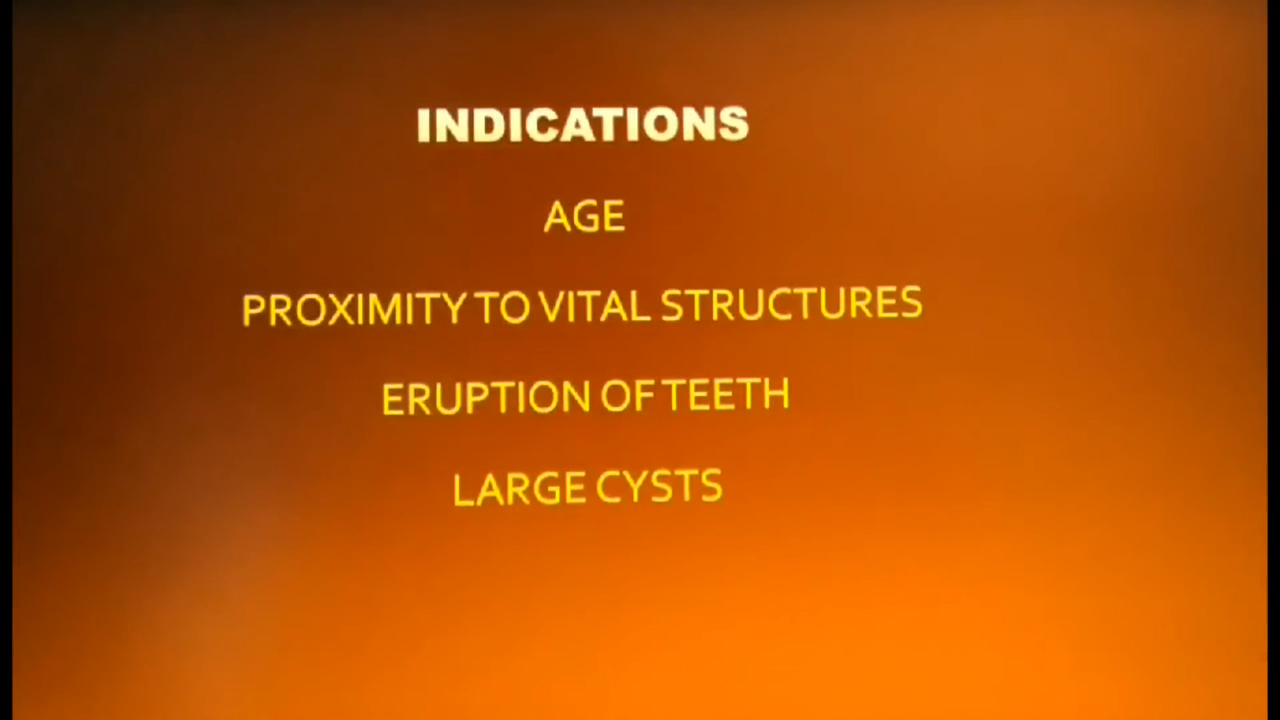 INDICATIONS
AGE
PROXIMITY TO VITAL STRUCTURES
ERUPTION OF TEETH
LARGE CYSTS